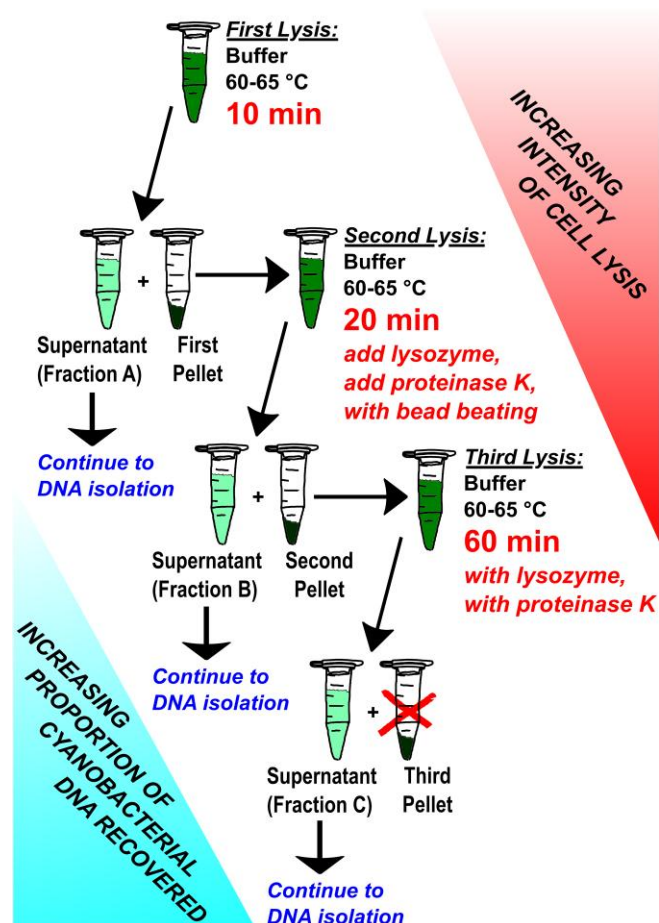 First Lysis:
Buffer
60-65 °C
10 min
INCREASING
INTENSITY
OF CELL LYSIS
+
Supernatant
(Fraction A)
First
Pellet
Second Lysis:
Buffer
60-65 °C
20 min
add lysozyme,
add proteinase K,
with bead beating
Continue to
DNA isolation
+
Supernatant
(Fraction B)
Second
Pellet
Third Lysis:
Buffer
60-65 °C
60 min
with lysozyme,
with proteinase K
Continue to
DNA isolation
+
Supernatant
(Fraction C)
Third
Pellet
INCREASING
PROPORTION OF
CYANOBACTERIAL
DNA RECOVERED
Continue to
DNA isolation